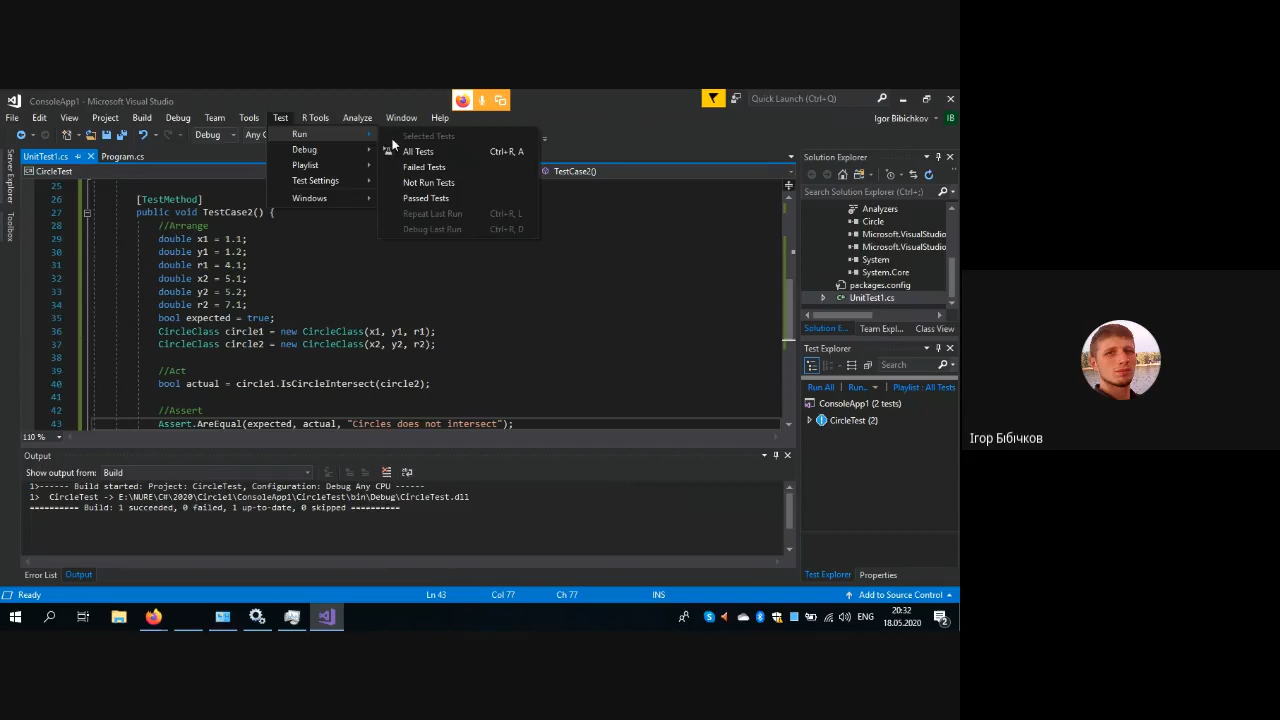 ConsoleApp1 - Microsoft Visual Studio
Quick Launch (Ctrl+Q)
File Edit View Project Build Debug Team Tools Test R Tools Analyze Window Help
Igor Bibichkov IB
Debug Any C
Run
Debug
Playlist
Test Settings
Windows
Selected Tests
All Tests Ctrl+R, A
Failed Tests
Not Run Tests
Passed Tests
Repeat Last Run Ctrl+R, L
Debug Last Run Ctrl+R, D
Server Explorer
Toolbox
UnitTest1.cs
Program.cs
CircleTest
TestCase2()
25
26 [TestMethod]
27 public void TestCase2() {
28 //Arrange
29 double x1 = 1.1;
30 double y1 = 1.2;
31 double r1 = 4.1;
32 double x2 = 5.1;
33 double y2 = 5.2;
34 double r2 = 7.1;
35 bool expected = true;
36 CircleClass circle1 = new CircleClass(x1, y1, r1);
37 CircleClass circle2 = new CircleClass(x2, y2, r2);
38
39 //Act
40 bool actual = circle1.IsCircleIntersect(circle2);
41
42 //Assert
43 Assert.AreEqual(expected, actual, "Circles does not intersect");
110 %
Output
Show output from: Build
1>------ Build started: Project: CircleTest, Configuration: Debug Any CPU ------
1> CircleTest -> E:\NURE\C#\2020\Circle1\ConsoleApp1\CircleTest\bin\Debug\CircleTest.dll
========== Build: 1 succeeded, 0 failed, 1 up-to-date, 0 skipped ==========
Error List Output
Solution Explorer
Search Solution Explorer (Ctrl+;)
Analyzers
Circle
Microsoft.VisualStudio
Microsoft.VisualStudio
System
System.Core
packages.config
UnitTest1.cs
Solution E... Team Expl... Class View
Test Explorer
Search
Run All Run... Playlist : All Tests
ConsoleApp1 (2 tests)
CircleTest (2)
Test Explorer Properties
Ready Ln 43 Col 77 Ch 77 INS Add to Source Control
ENG
20:32
18.05.2020
2
Ігор Бібічков